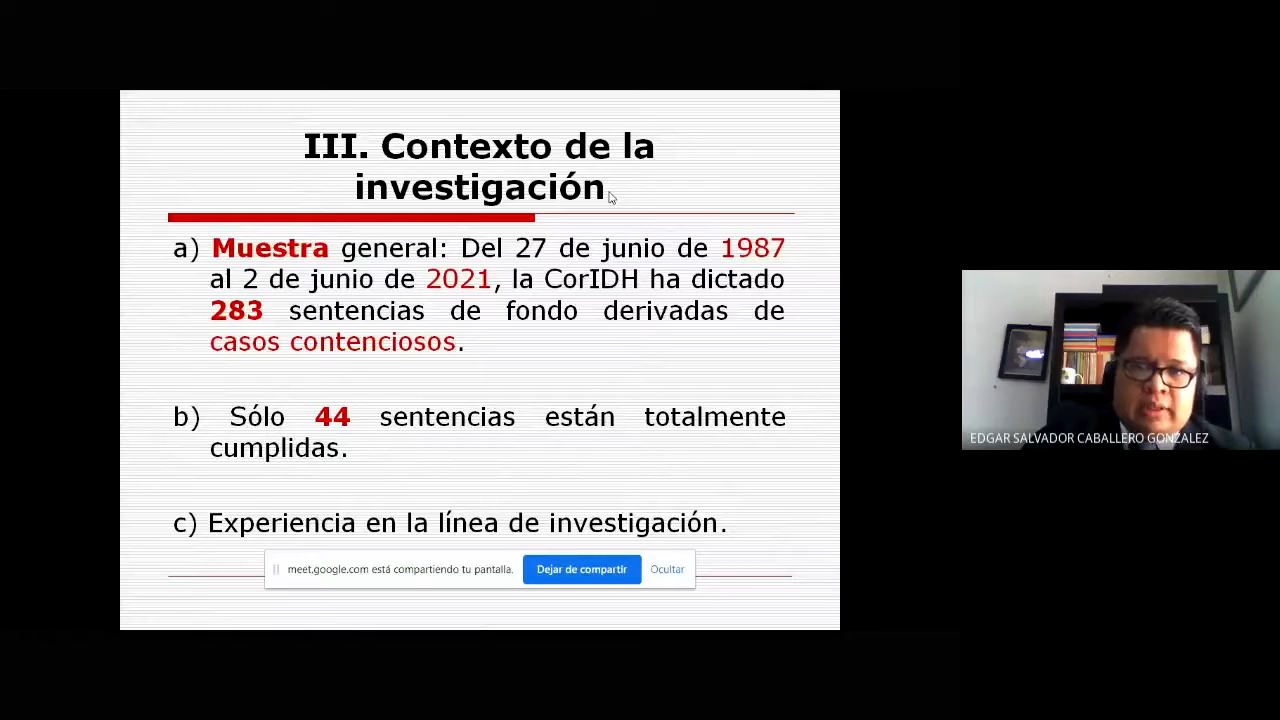 III. Contexto de la
investigación
a) Muestra general: Del 27 de junio de 1987
al 2 de junio de 2021, la CorIDH ha dictado
283 sentencias de fondo derivadas de
casos contenciosos.
b) Sólo 44 sentencias están totalmente
cumplidas.
c) Experiencia en la línea de investigación.
meet.google.com está compartiendo tu pantalla. Dejar de compartir Ocultar
EDGAR SALVADOR CABALLERO GONZALEZ